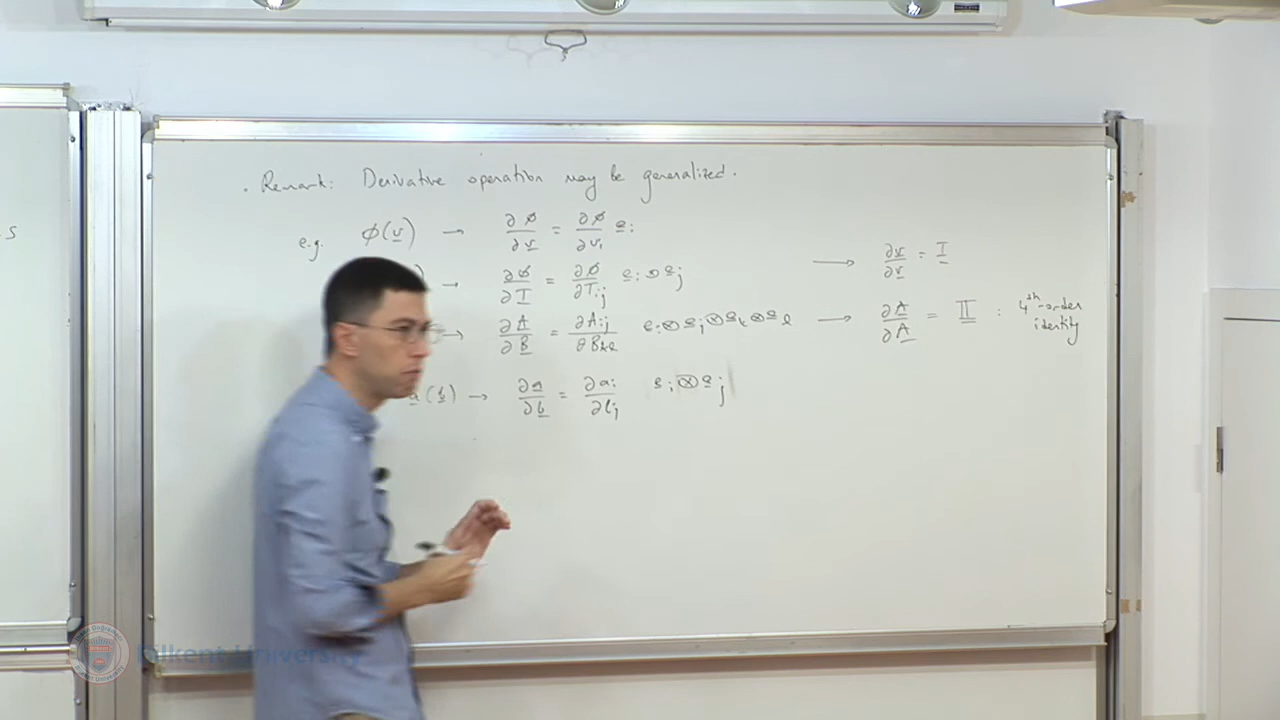 s
. Remark: Derivative operation may be generalized.
e.g. ϕ(v) → ∂ϕ/∂v = ∂ϕ/∂vᵢ eᵢ
) → ∂ϕ/∂T = ∂ϕ/∂Tᵢⱼ eᵢ⊗eⱼ → ∂v/∂v = I
→ ∂A/∂B = ∂Aᵢⱼ/∂Bₖₗ eᵢ⊗eⱼ⊗eₖ⊗eₗ → ∂A/∂A = II : 4th order identity
a(b) → ∂a/∂b = ∂aᵢ/∂bⱼ eᵢ⊗eⱼ
Bilkent University